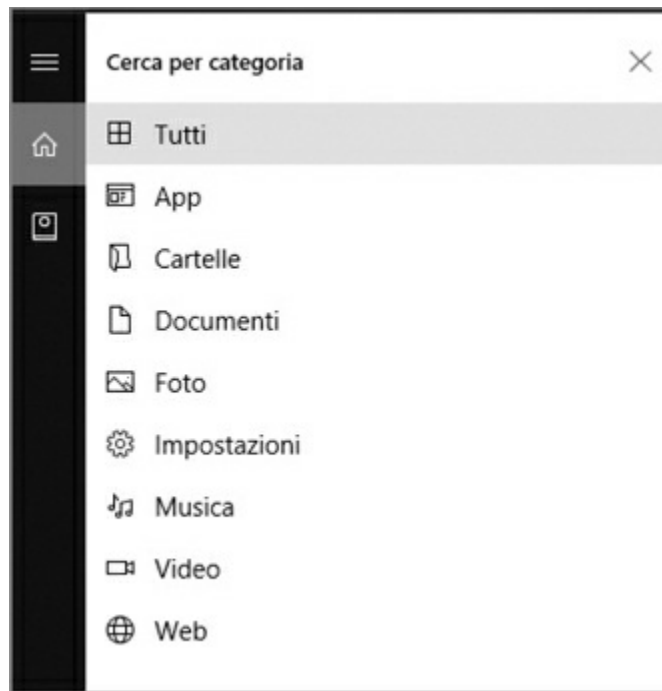 Cerca per categoria
Tutti
App
Cartelle
Documenti
Foto
Impostazioni
Musica
Video
Web